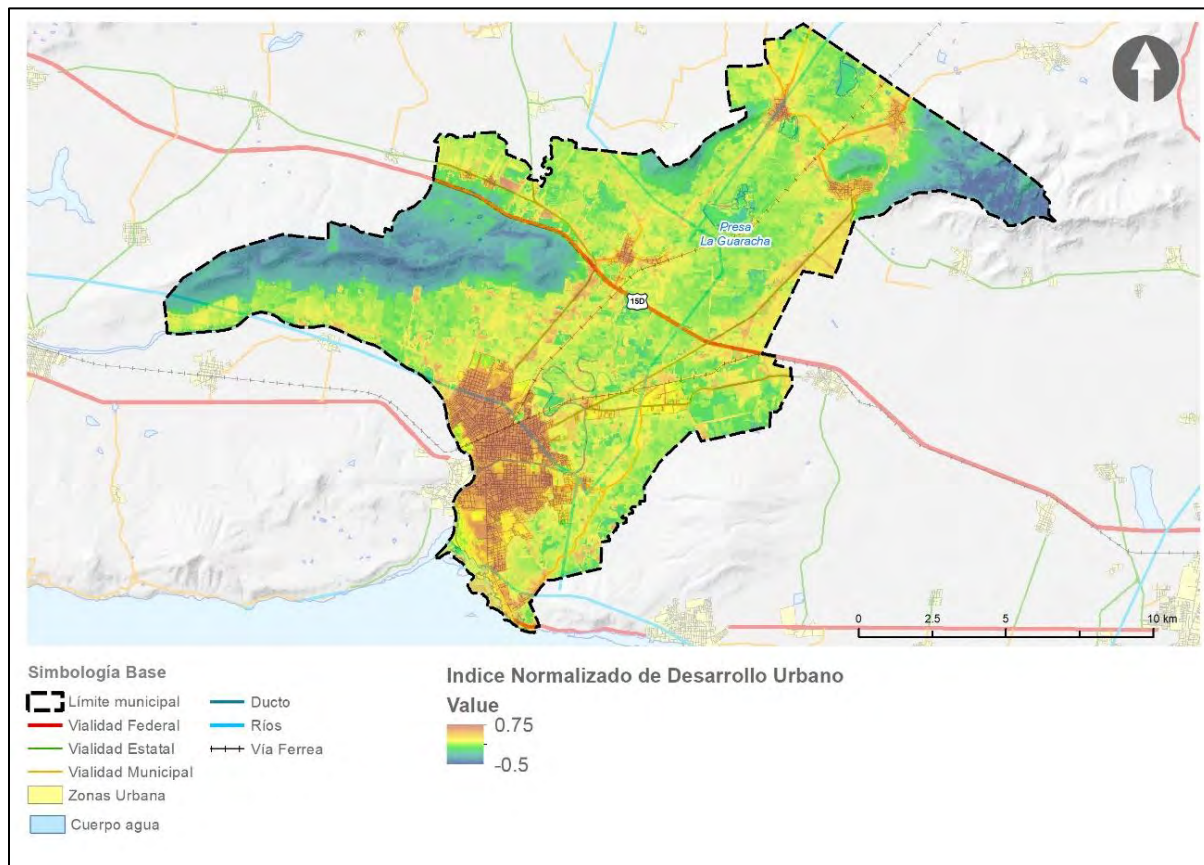 Presa
La Guaracha
15D
0 2.5 5 10 km
Simbología Base
Límite municipal
Vialidad Federal
Vialidad Estatal
Vialidad Municipal
Zonas Urbana
Cuerpo agua
Ducto
Ríos
Vía Ferrea
Indice Normalizado de Desarrollo Urbano
Value
0.75
-0.5